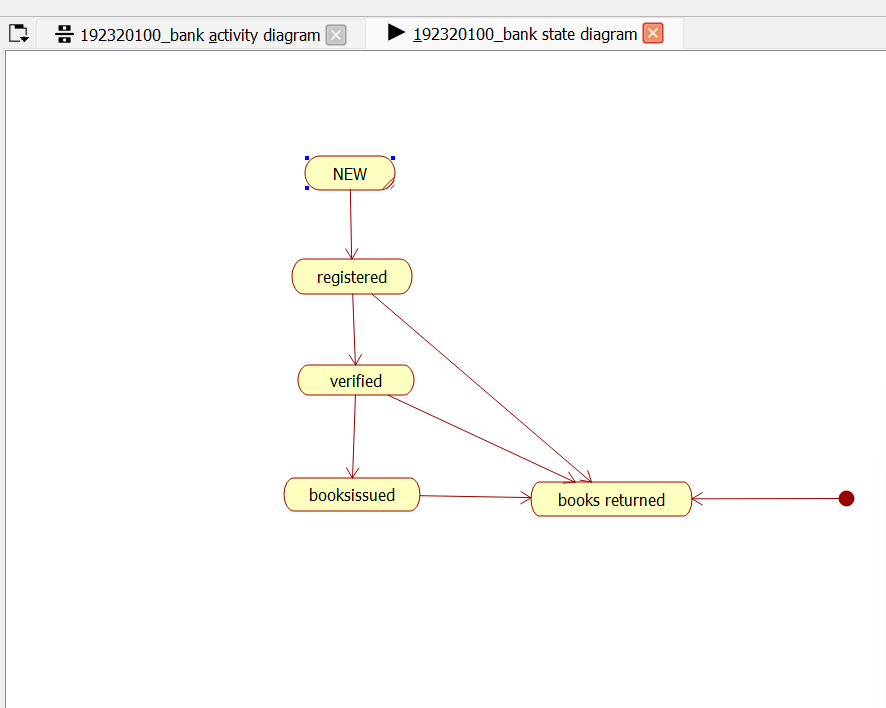 192320100_bank activity diagram
192320100_bank state diagram
NEW
registered
verified
booksissued
books returned